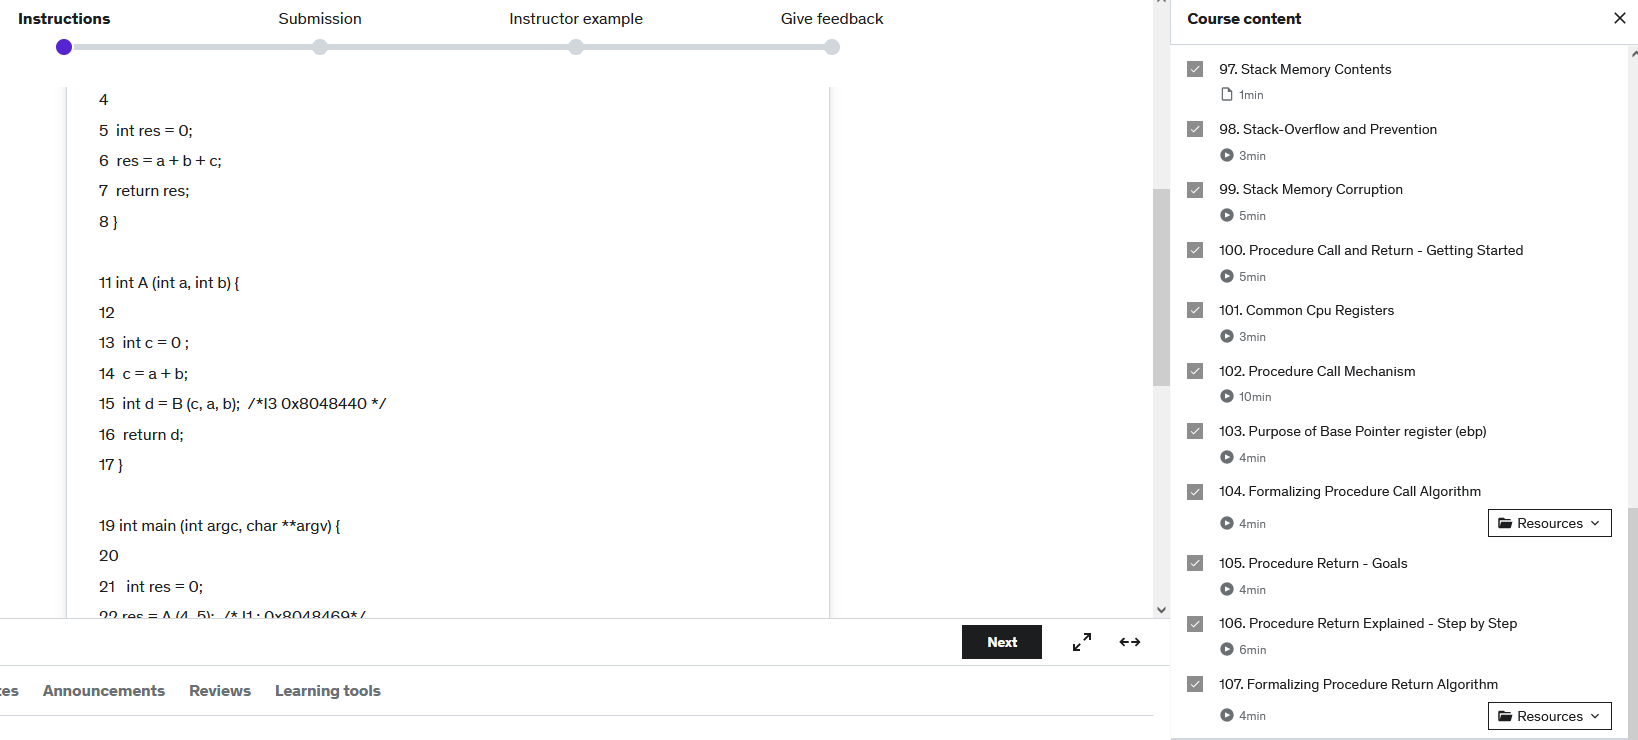 Instructions
Submission
Instructor example
Give feedback
4
5 int res = 0;
6 res = a + b + c;
7 return res;
8 }
11 int A (int a, int b) {
12
13 int c = 0 ;
14 c = a + b;
15 int d = B (c, a, b); /*I3 0x8048440 */
16 return d;
17 }
19 int main (int argc, char **argv) {
20
21 int res = 0;
22 res = A (4, 5); /* I1 : 0x8048469*/
Next
Announcements
Reviews
Learning tools
Course content
97. Stack Memory Contents
1min
98. Stack-Overflow and Prevention
3min
99. Stack Memory Corruption
5min
100. Procedure Call and Return - Getting Started
5min
101. Common Cpu Registers
3min
102. Procedure Call Mechanism
10min
103. Purpose of Base Pointer register (ebp)
4min
104. Formalizing Procedure Call Algorithm
4min
Resources
105. Procedure Return - Goals
4min
106. Procedure Return Explained - Step by Step
6min
107. Formalizing Procedure Return Algorithm
4min
Resources